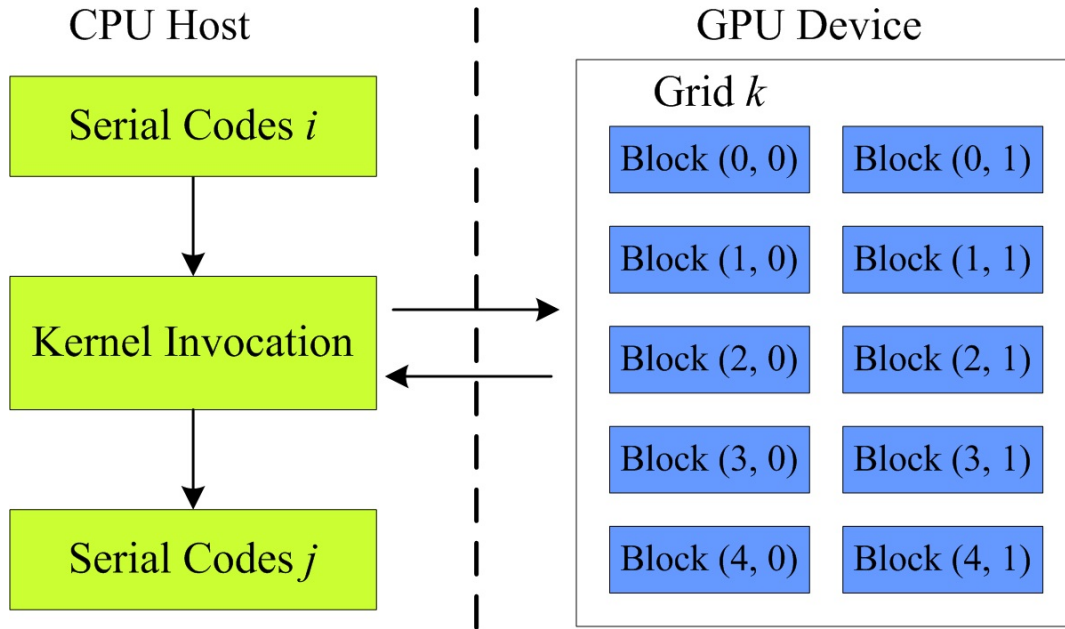 CPU Host
GPU Device
Serial Codes i
Kernel Invocation
Serial Codes j
Grid k
Block (0, 0)
Block (0, 1)
Block (1, 0)
Block (1, 1)
Block (2, 0)
Block (2, 1)
Block (3, 0)
Block (3, 1)
Block (4, 0)
Block (4, 1)